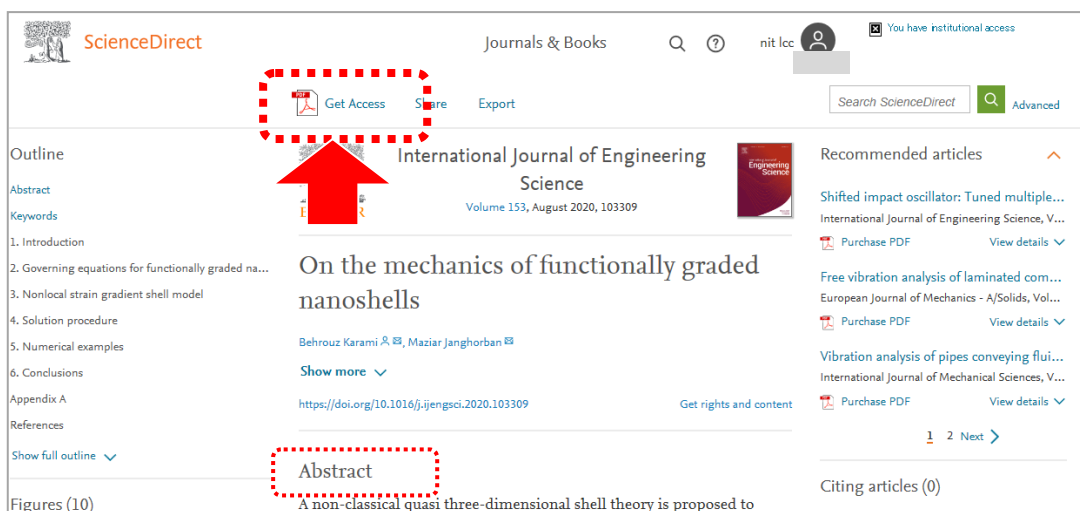 ScienceDirect
Journals & Books
?
nit lcc
You have institutional access
PDF
Get Access
Share
Export
Search ScienceDirect
Advanced
Outline
Abstract
Keywords
1. Introduction
2. Governing equations for functionally graded na...
3. Nonlocal strain gradient shell model
4. Solution procedure
5. Numerical examples
6. Conclusions
Appendix A
References
Show full outline
Figures (10)
International Journal of Engineering
Science
Volume 153, August 2020, 103309
Engineering
Science
On the mechanics of functionally graded
nanoshells
Behrouz Karami, Maziar Janghorban
Show more
https://doi.org/10.1016/j.ijengsci.2020.103309
Get rights and content
Abstract
A non-classical quasi three-dimensional shell theory is proposed to
Recommended articles
Shifted impact oscillator: Tuned multiple...
International Journal of Engineering Science, V...
Purchase PDF
View details
Free vibration analysis of laminated com...
European Journal of Mechanics - A/Solids, Vol...
Purchase PDF
View details
Vibration analysis of pipes conveying flui...
International Journal of Mechanical Sciences, V...
Purchase PDF
View details
1 2 Next
Citing articles (0)